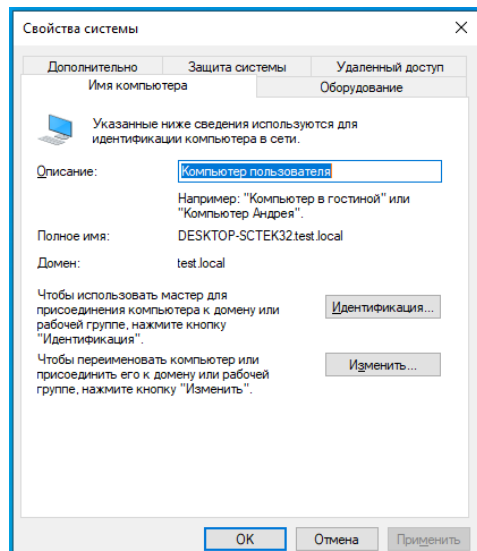 Свойства системы
Дополнительно
Защита системы
Удаленный доступ
Имя компьютера
Оборудование
Указанные ниже сведения используются для
идентификации компьютера в сети.
Описание:
Компьютер пользователя
Например: "Компьютер в гостиной" или
"Компьютер Андрея".
Полное имя:
DESKTOP-SCTEK32.test.local
Домен:
test.local
Чтобы использовать мастер для
присоединения компьютера к домену или
рабочей группе, нажмите кнопку
"Идентификация".
Идентификация...
Чтобы переименовать компьютер или
присоединить его к домену или рабочей
группе, нажмите кнопку "Изменить".
Изменить...
ОК
Отмена
Применить